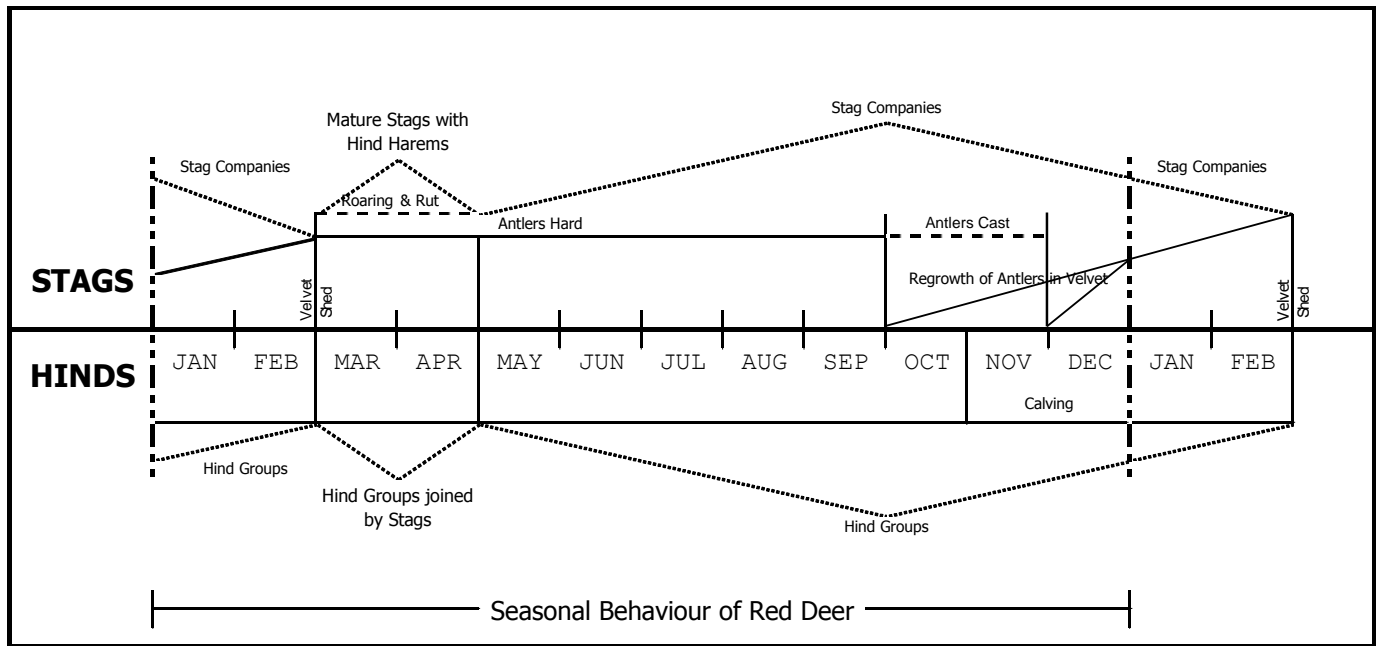 Stag Companies
Mature Stags with
Hind Harems
Stag Companies
Stag Companies
Roaring & Rut
Antlers Hard
Antlers Cast
STAGS
Regrowth of Antlers in Velvet
Velvet
Shed
Velvet
Shed
HINDS
JAN FEB MAR APR MAY JUN JUL AUG SEP OCT NOV DEC JAN FEB
Calving
Hind Groups
Hind Groups joined
by Stags
Hind Groups
Seasonal Behaviour of Red Deer